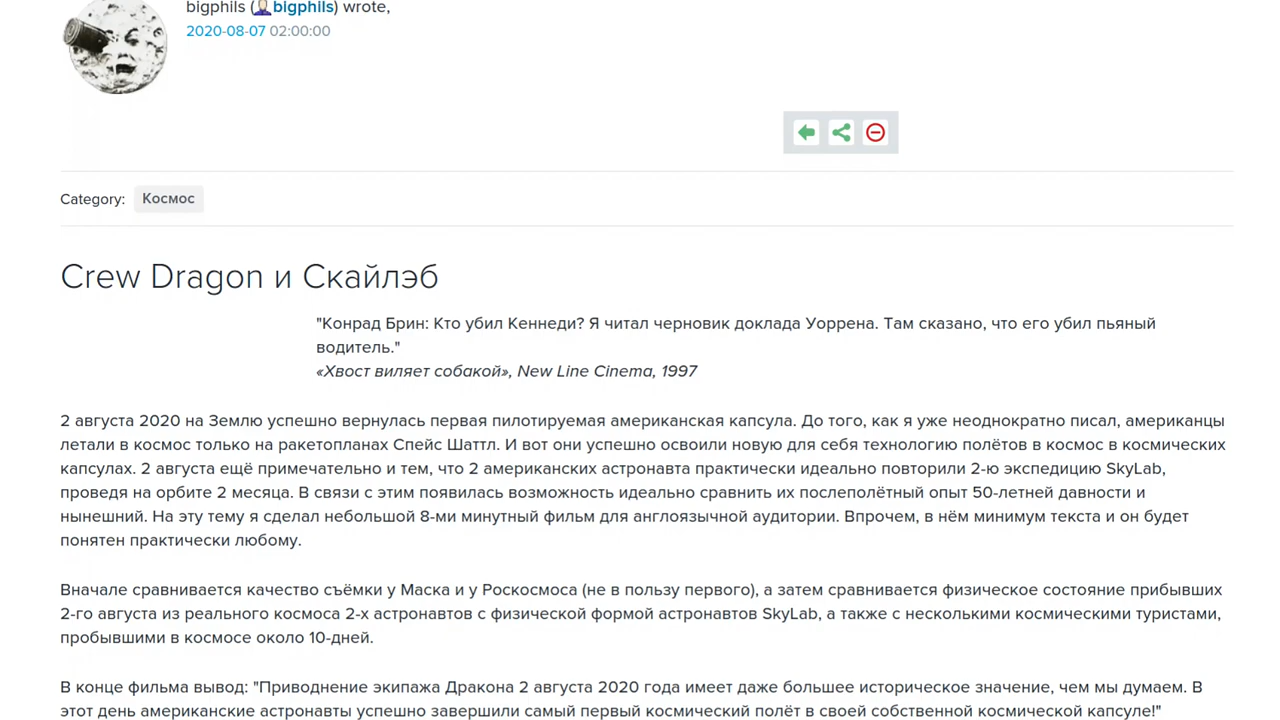 bigphils (bigphils) wrote,
2020-08-07 02:00:00
Category: Космос
Crew Dragon и Скайлэб
"Конрад Брин: Кто убил Кеннеди? Я читал черновик доклада Уоррена. Там сказано, что его убил пьяный
водитель."
«Хвост виляет собакой», New Line Cinema, 1997
2 августа 2020 на Землю успешно вернулась первая пилотируемая американская капсула. До того, как я уже неоднократно писал, американцы
летали в космос только на ракетопланах Спейс Шаттл. И вот они успешно освоили новую для себя технологию полётов в космос в космических
капсулах. 2 августа ещё примечательно и тем, что 2 американских астронавта практически идеально повторили 2-ю экспедицию SkyLab,
проведя на орбите 2 месяца. В связи с этим появилась возможность идеально сравнить их послеполётный опыт 50-летней давности и
нынешний. На эту тему я сделал небольшой 8-ми минутный фильм для англоязычной аудитории. Впрочем, в нём минимум текста и он будет
понятен практически любому.
Вначале сравнивается качество съёмки у Маска и у Роскосмоса (не в пользу первого), а затем сравнивается физическое состояние прибывших
2-го августа из реального космоса 2-х астронавтов с физической формой астронавтов SkyLab, а также с несколькими космическими туристами,
пробывшими в космосе около 10-дней.
В конце фильма вывод: "Приводнение экипажа Дракона 2 августа 2020 года имеет даже большее историческое значение, чем мы думаем. В
этот день американские астронавты успешно завершили самый первый космический полёт в своей собственной космической капсуле!"